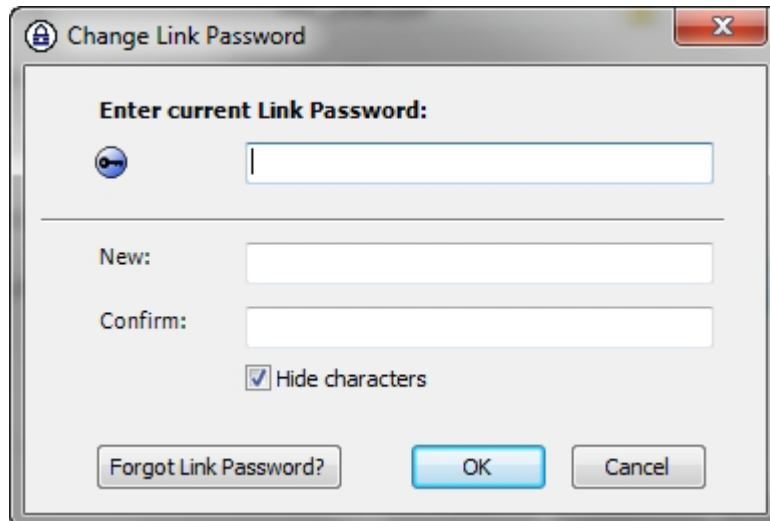 Change Link Password
Enter current Link Password:
New:
Confirm:
Hide characters
Forgot Link Password? OK Cancel